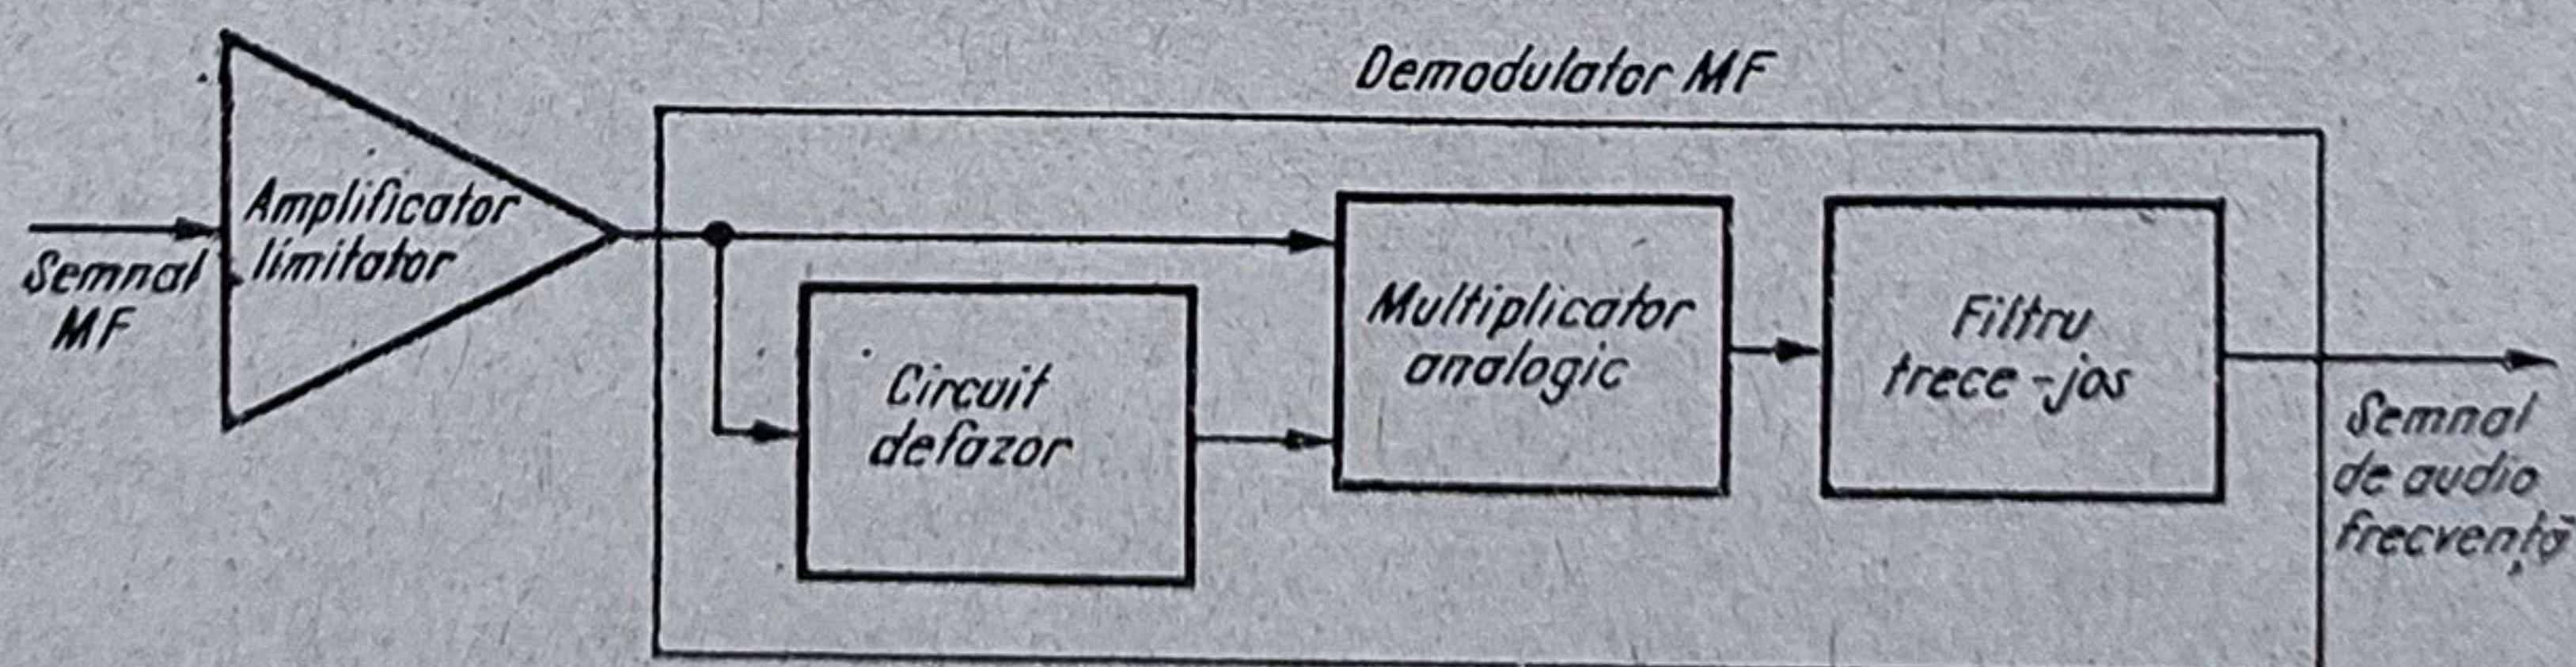 Demodulator MF
Amplificator
limitator
Semnal
MF
Circuit
defazor
Multiplicator
analogic
Filtru
trece-jos
Semnal
de audio
frecvență